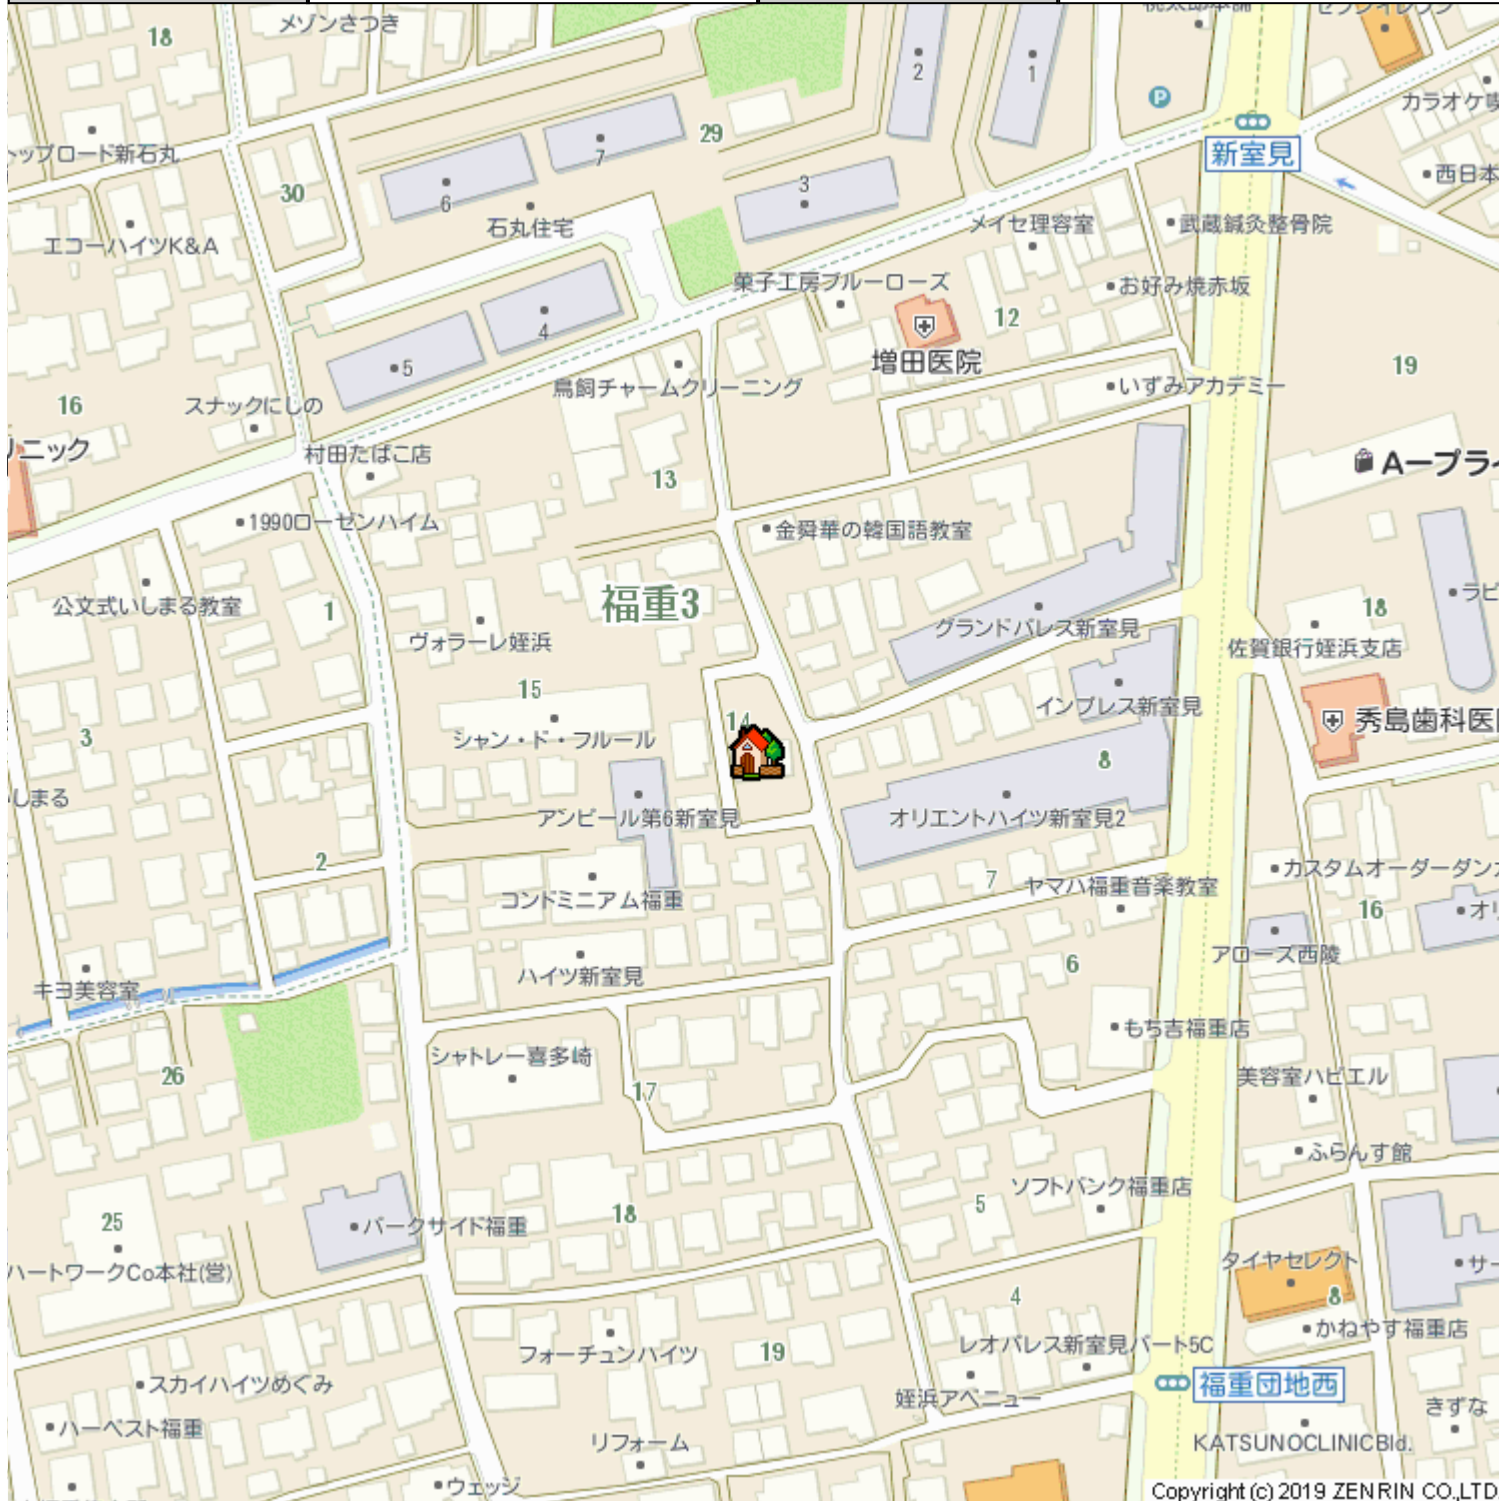 18
メゾンさつき
2
1
カラオケ喫
トップロード新石丸
29
7
6
30
3
新室見
西日本
エコーハイツK&A
石丸住宅
メイセ理容室
武蔵鍼灸整骨院
菓子工房ブルーローズ
お好み焼赤坂
12
4
増田医院
5
鳥飼チャームクリーニング
いずみアカデミー
19
16
スナックにしの
リニック
村田たばこ店
Aープライ
13
1990ローゼンハイム
金舜華の韓国語教室
公文式いしまる教室
1
福重3
ラビ
18
ヴォラーレ姪浜
グランドパレス新室見
佐賀銀行姪浜支店
15
インプレス新室見
14
秀島歯科医院
3
シャン・ド・フルール
8
いしまる
アンピール第6新室見
オリエントハイツ新室見2
2
カスタムオーダーダンガ
7
ヤマハ福重音楽教室
コンドミニアム福重
16
オリ
アローズ西陵
キヨ美容室
ハイツ新室見
6
もち吉福重店
シャトレー喜多崎
26
17
美容室ハピエル
ふらんす館
ソフトバンク福重店
25
18
5
パークサイド福重
ハートワークCo本社(営)
タイヤセレクト
サー
4
8
かねやす福重店
フォーチュンハイツ
19
レオパレス新室見パート5C
スカイハイツめぐみ
福重団地西
姪浜アベニュー
きずな
ハーベスト福重
リフォーム
KATSUNOCLINICBld.
ウェッジ
Copyright (c) 2019 ZENRIN CO.,LTD